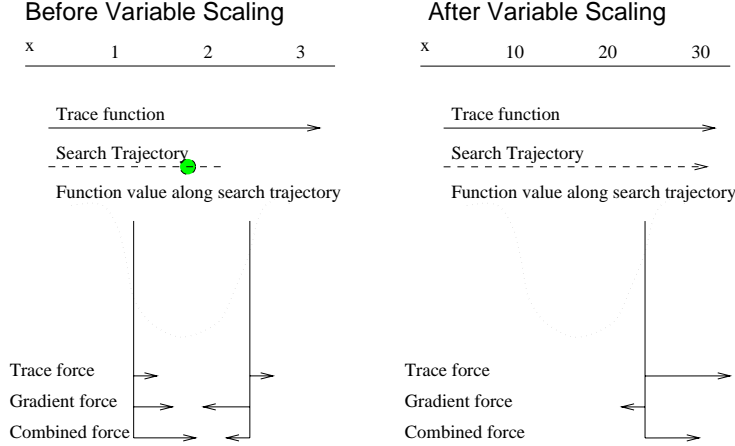 Before Variable Scaling
x 1 2 3
Trace function
Search Trajectory
Function value along search trajectory
Trace force
Gradient force
Combined force
After Variable Scaling
x 10 20 30
Trace function
Search Trajectory
Function value along search trajectory
Trace force
Gradient force
Combined force